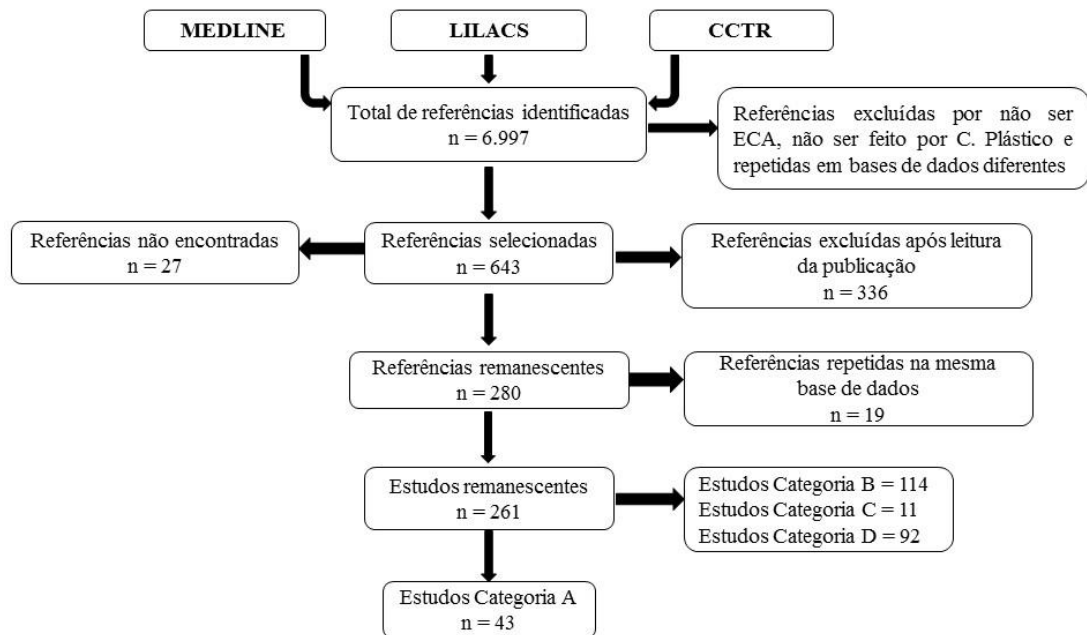 MEDLINE
LILACS
CCTR
Total de referências identificadas
n = 6.997
Referências excluídas por não ser
ECA, não ser feito por C. Plástico e
repetidas em bases de dados diferentes
Referências não encontradas
n = 27
Referências selecionadas
n = 643
Referências excluídas após leitura
da publicação
n = 336
Referências remanescentes
n = 280
Referências repetidas na mesma
base de dados
n = 19
Estudos remanescentes
n = 261
Estudos Categoria B = 114
Estudos Categoria C = 11
Estudos Categoria D = 92
Estudos Categoria A
n = 43